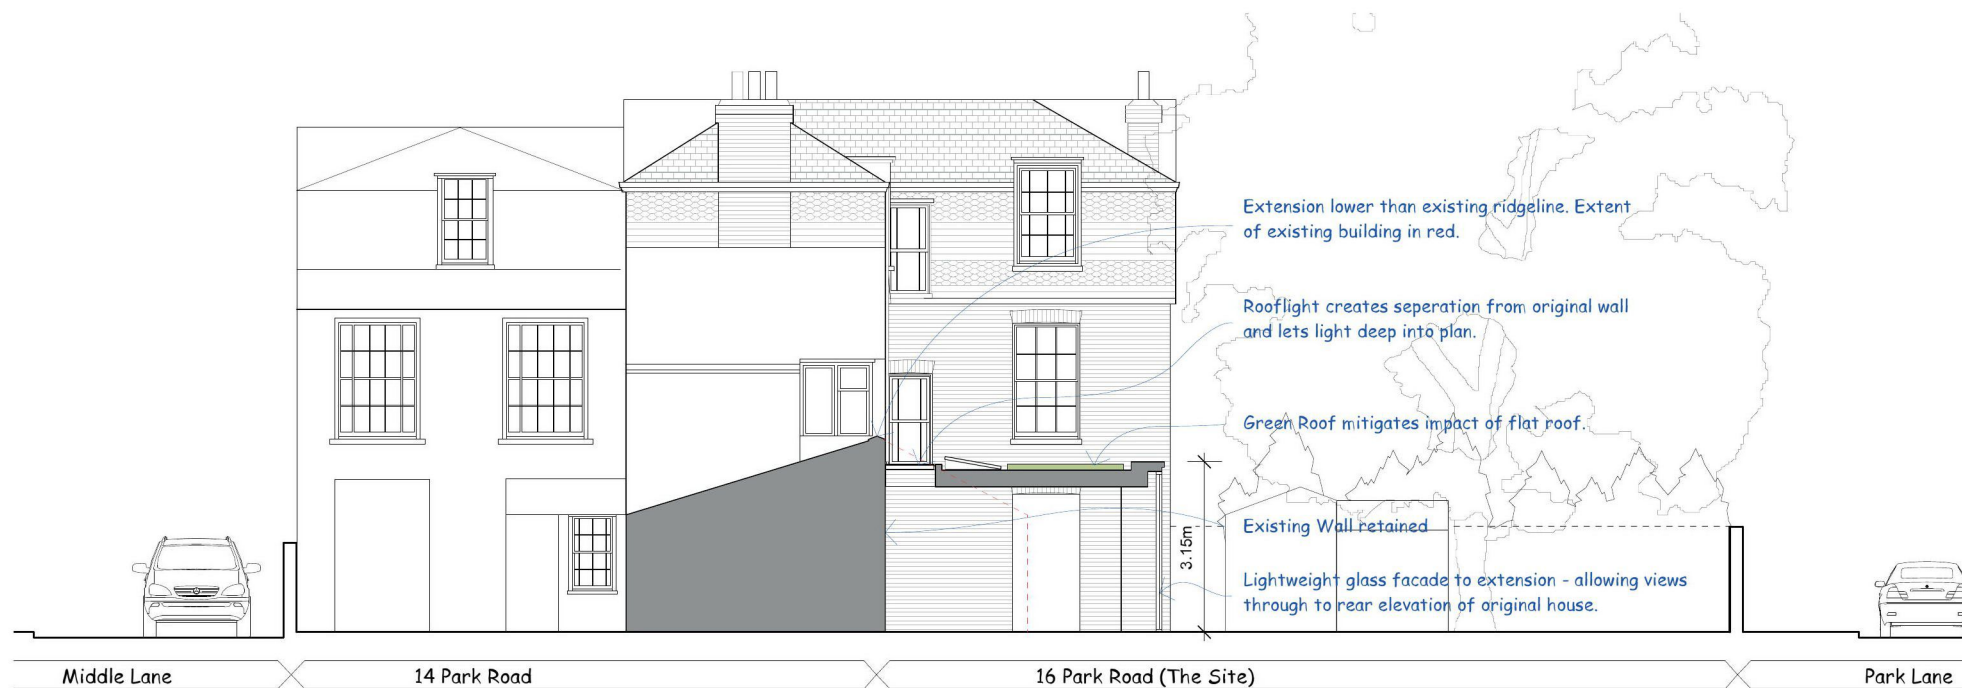 Extension lower than existing ridgeline. Extent
of existing building in red.
Rooflight creates seperation from original wall
and lets light deep into plan.
Green Roof mitigates impact of flat roof.
Existing Wall retained
3.15m
Lightweight glass facade to extension - allowing views
through to rear elevation of original house.
Middle Lane
14 Park Road
16 Park Road (The Site)
Park Lane